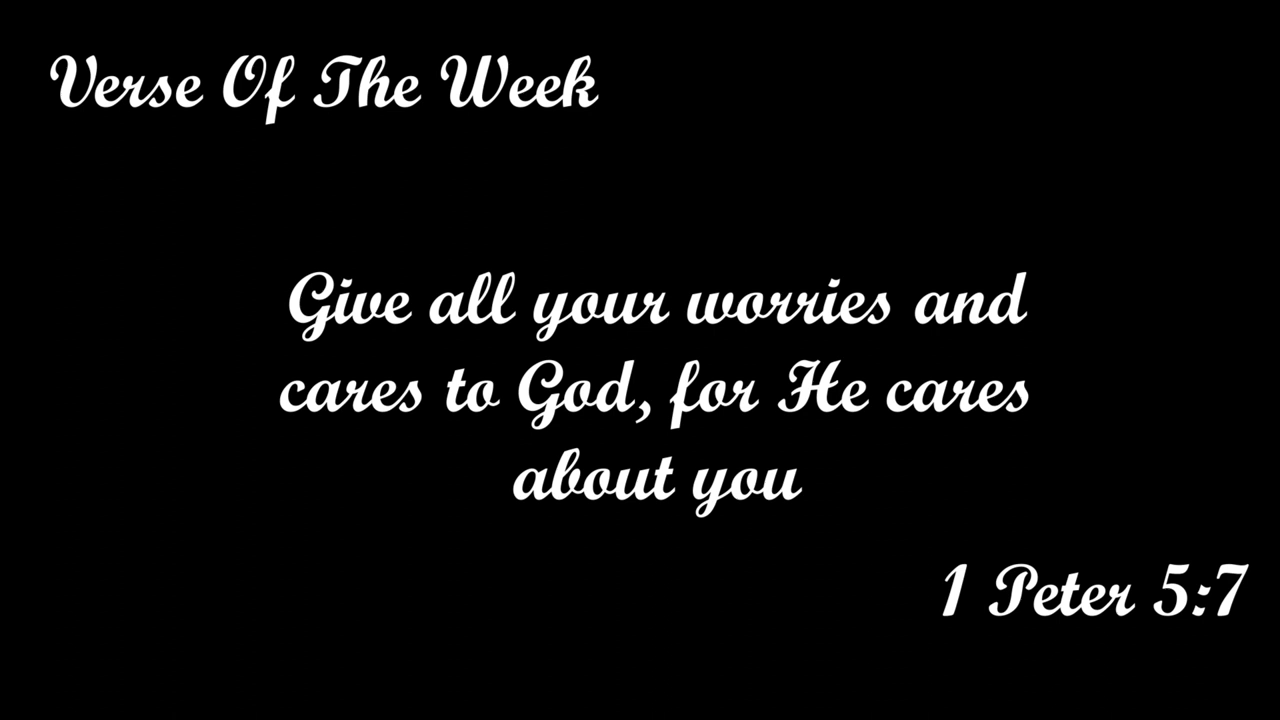 Verse Of The Week
Give all your worries and
cares to God, for He cares
about you
1 Peter 5:7